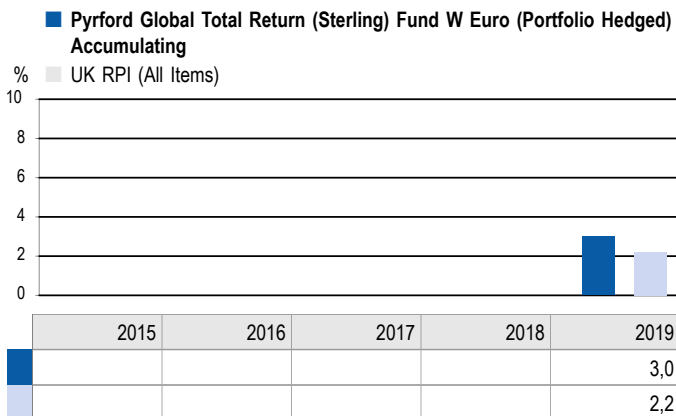 Pyrford Global Total Return (Sterling) Fund W Euro (Portfolio Hedged)
Accumulating
% UK RPI (All Items)
10
8
6
4
2
0
2015 2016 2017 2018 2019
3,0
2,2